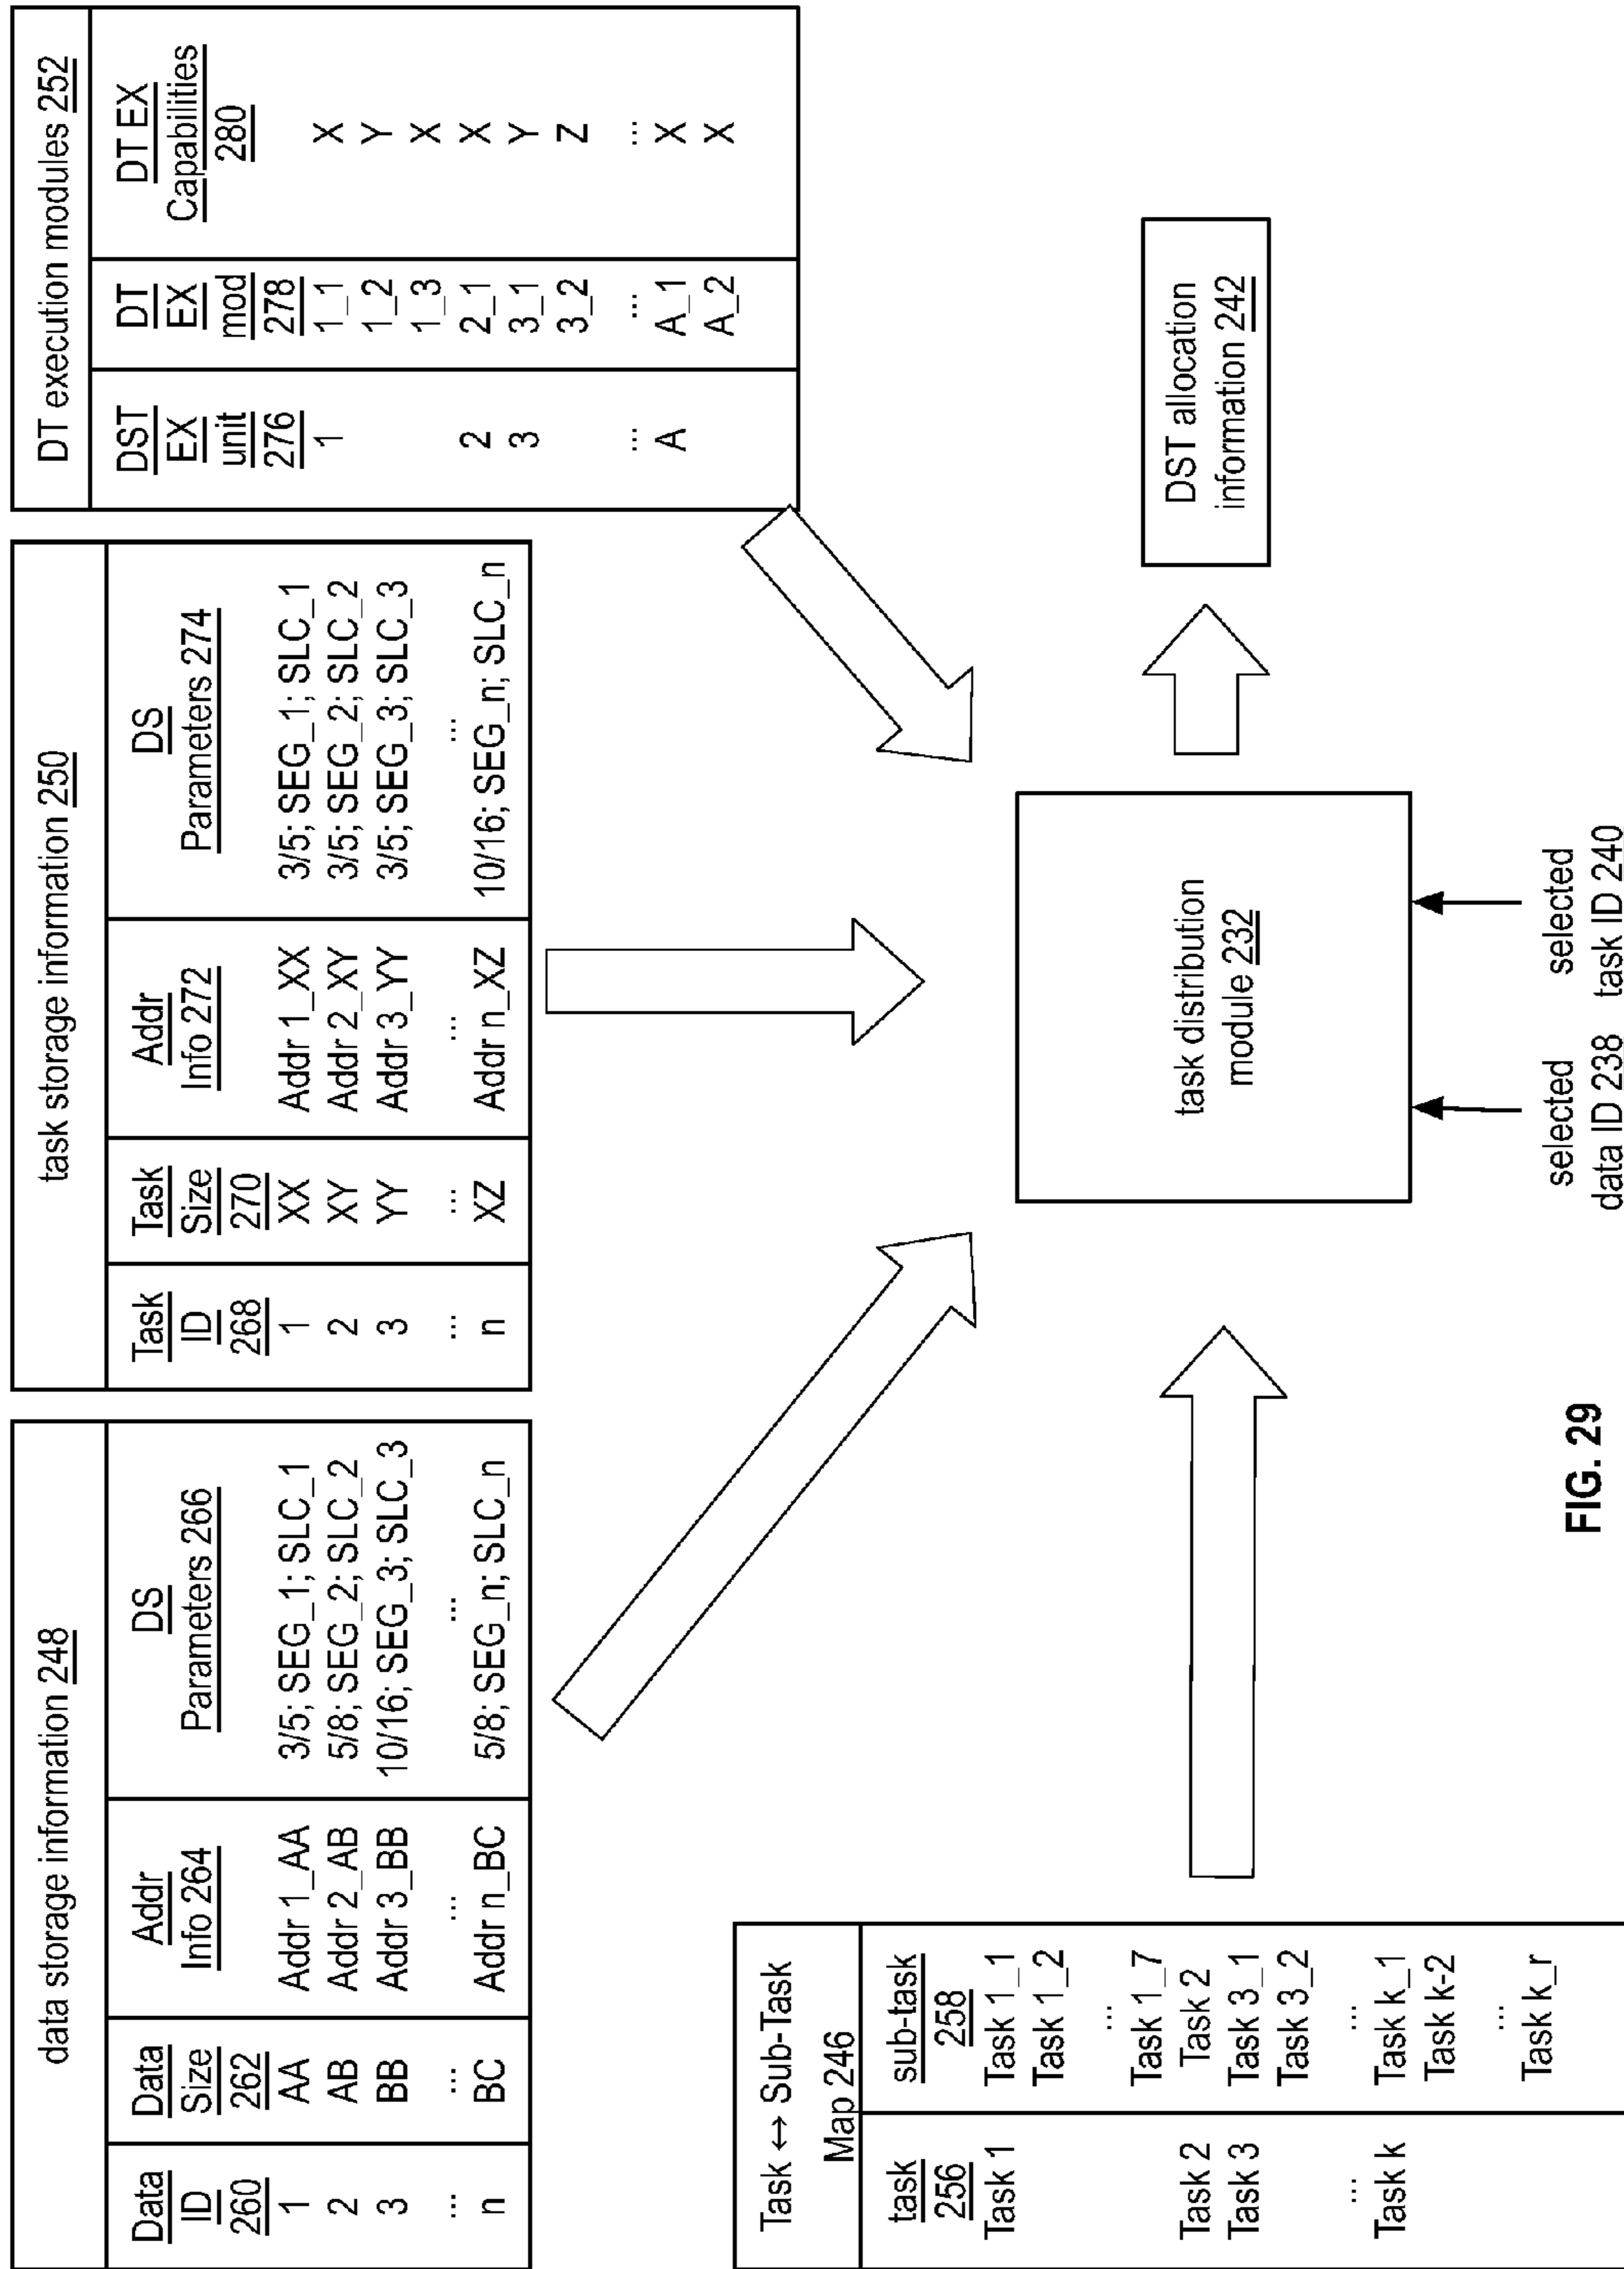 data storage information 248
Data ID 260 Data Size 262 Addr Info 264 DS Parameters 266
1 AA Addr 1_AA 3/5; SEG_1; SLC_1
2 AB Addr 2_AB 5/8; SEG_2; SLC_2
3 BB Addr 3_BB 10/16; SEG_3; SLC_3
... ... ... ...
n BC Addr n_BC 5/8; SEG_n; SLC_n
task storage information 250
Task ID 268 Task Size 270 Addr Info 272 DS Parameters 274
1 XX Addr 1_XX 3/5; SEG_1; SLC_1
2 XY Addr 2_XY 3/5; SEG_2; SLC_2
3 YY Addr 3_YY 3/5; SEG_3; SLC_3
... ... ... ...
n XZ Addr n_XZ 10/16; SEG_n; SLC_n
DT execution modules 252
DST EX unit 276 DT EX mod 278 DT EX Capabilities 280
1 1_1 X
1_2 Y
1_3 X
2 2_1 X
3 3_1 Y
3_2 Z
... ... ...
A A_1 X
A_2 X
Task ↔ Sub-Task
Map 246
task 256 sub-task 258
Task 1 Task 1_1
Task 1_2
...
Task 1_7
Task 2 Task 2
Task 3 Task 3_1
Task 3_2
... ...
Task k Task k_1
Task k-2
...
Task k_r
task distribution
module 232
DST allocation
information 242
selected
data ID 238
selected
task ID 240
FIG. 29